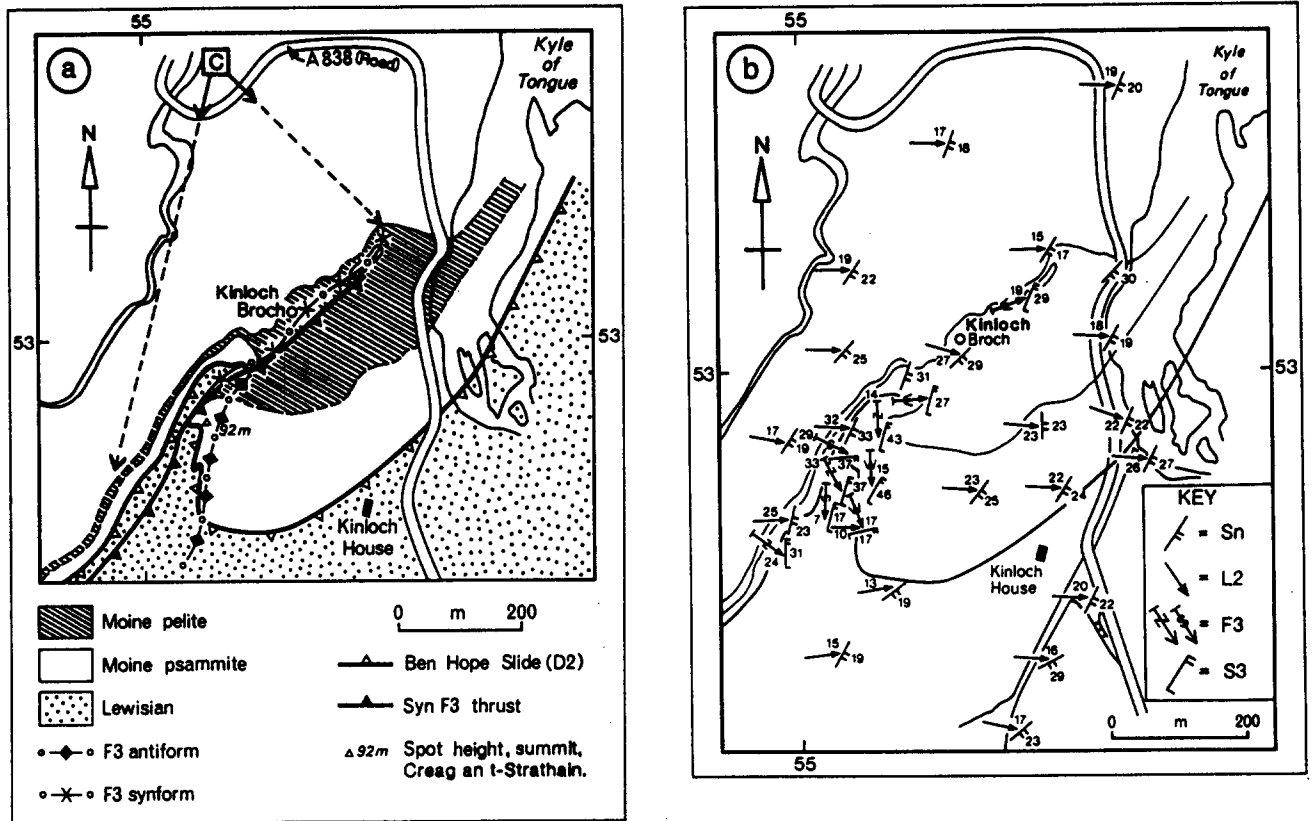 55
a
C
A 838 (Road)
Kyle
of
Tongue
N
Kinloch
Broch
53
53
92m
Kinloch
House
55
Moine pelite
Moine psammite
Lewisian
F3 antiform
F3 synform
0 m 200
Ben Hope Slide (D2)
Syn F3 thrust
92m Spot height, summit,
Creag an t-Strathain.
55
b
Kyle
of
Tongue
N
19
20
17
18
15
17
19
22
30
19
29
Kinloch
Broch
18
19
25
27
29
53
53
31
14
27
17
19
32
29
33
33
43
23
23
22
22
33
37
15
26
27
37
46
23
25
22
24
25
23
7
17
10
17
17
31
24
Kinloch
House
13
19
20
22
15
19
16
29
17
23
KEY
= Sn
= L2
= F3
= S3
0 m 200
55